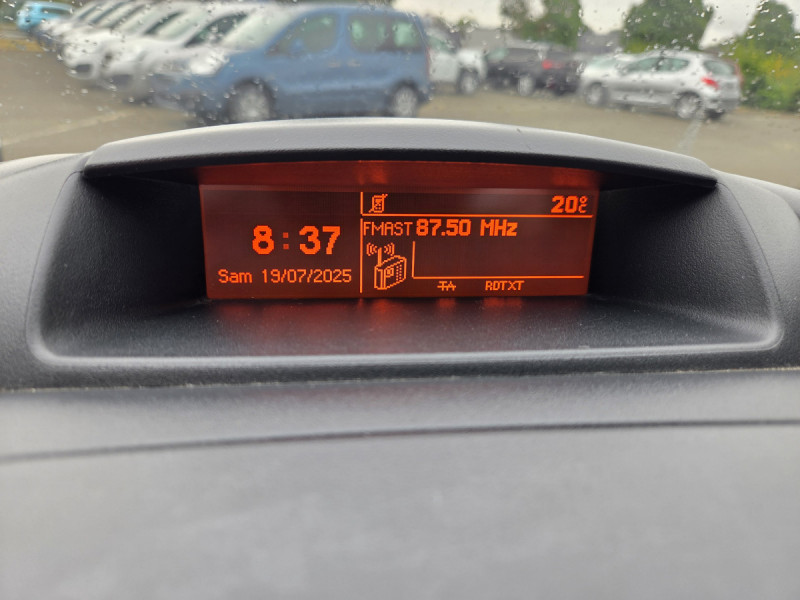 20°C
8:37
FMAST 87.50 MHz
Sam 19/07/2025
TA RDTXT